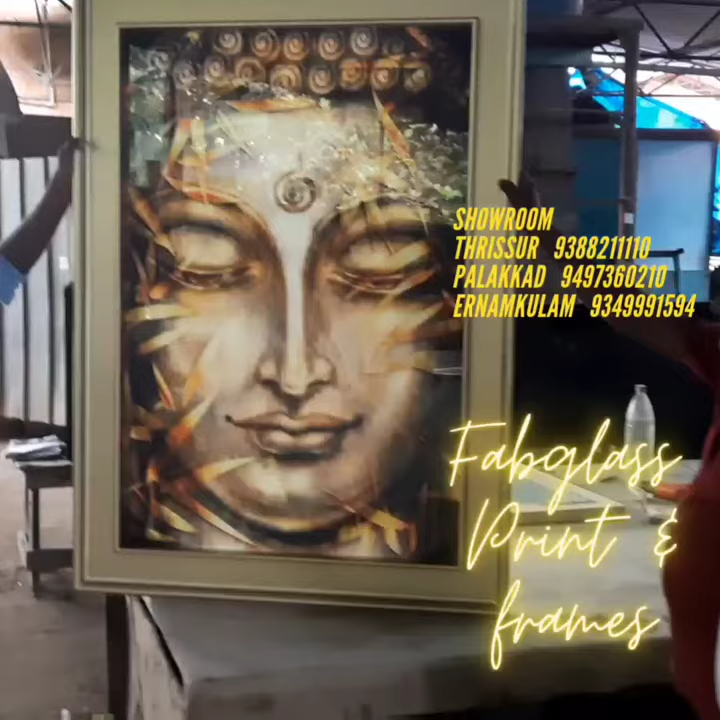 SHOWROOM
THRISSUR 9388211110
PALAKKAD 9497360210
ERNAMKULAM 9349991594
Fabglass
Print &
frames